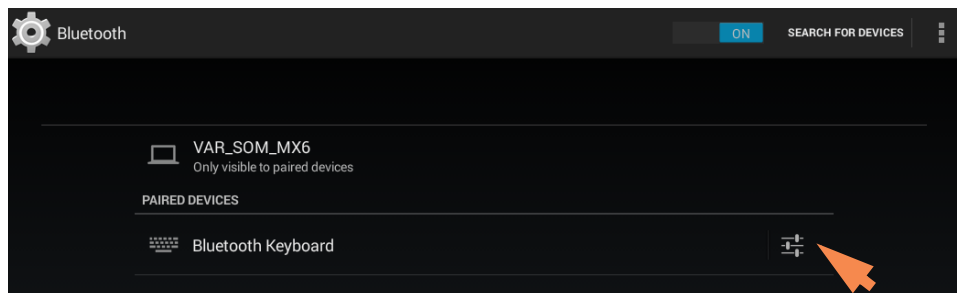 Bluetooth
ON
SEARCH FOR DEVICES
VAR_SOM_MX6
Only visible to paired devices
PAIRED DEVICES
Bluetooth Keyboard